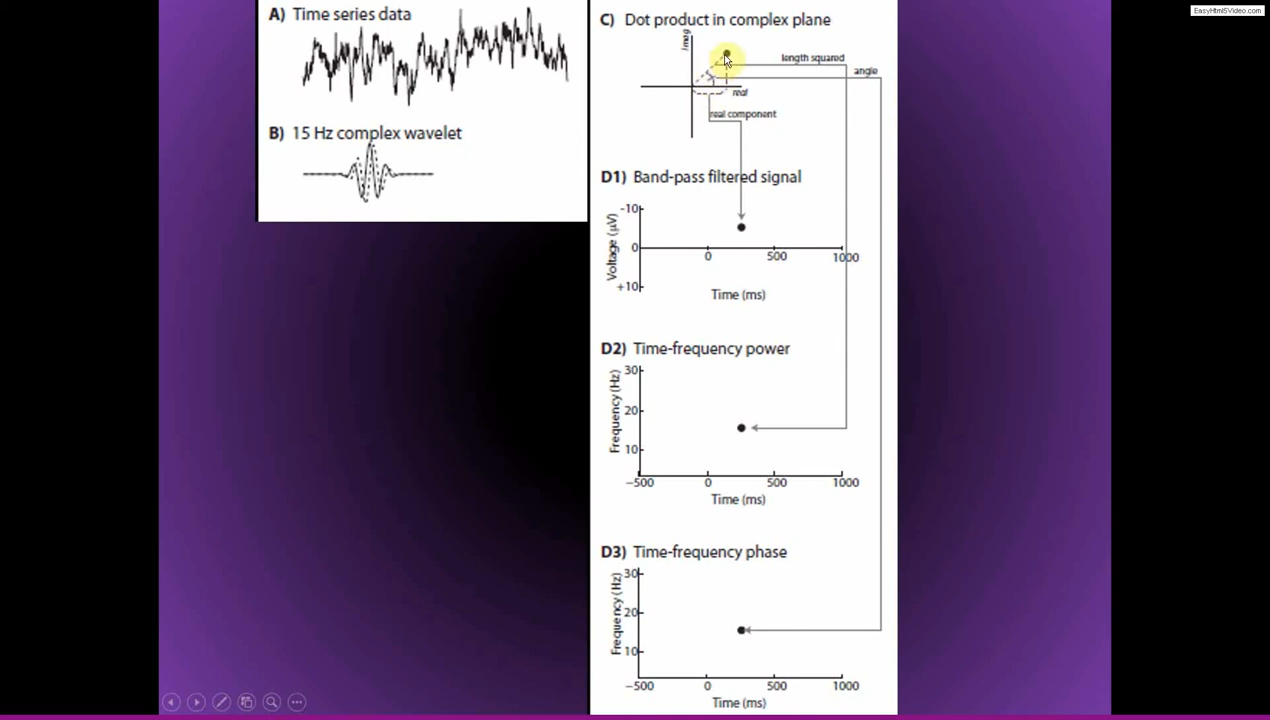 EasyHtml5Video.com
A) Time series data
B) 15 Hz complex wavelet
C) Dot product in complex plane
imag
length squared
angle
real
real component
D1) Band-pass filtered signal
-10
0
+10
Voltage (µV)
0 500 1000
Time (ms)
D2) Time-frequency power
30
20
10
Frequency (Hz)
−500 0 500 1000
Time (ms)
D3) Time-frequency phase
30
20
10
Frequency (Hz)
−500 0 500 1000
Time (ms)